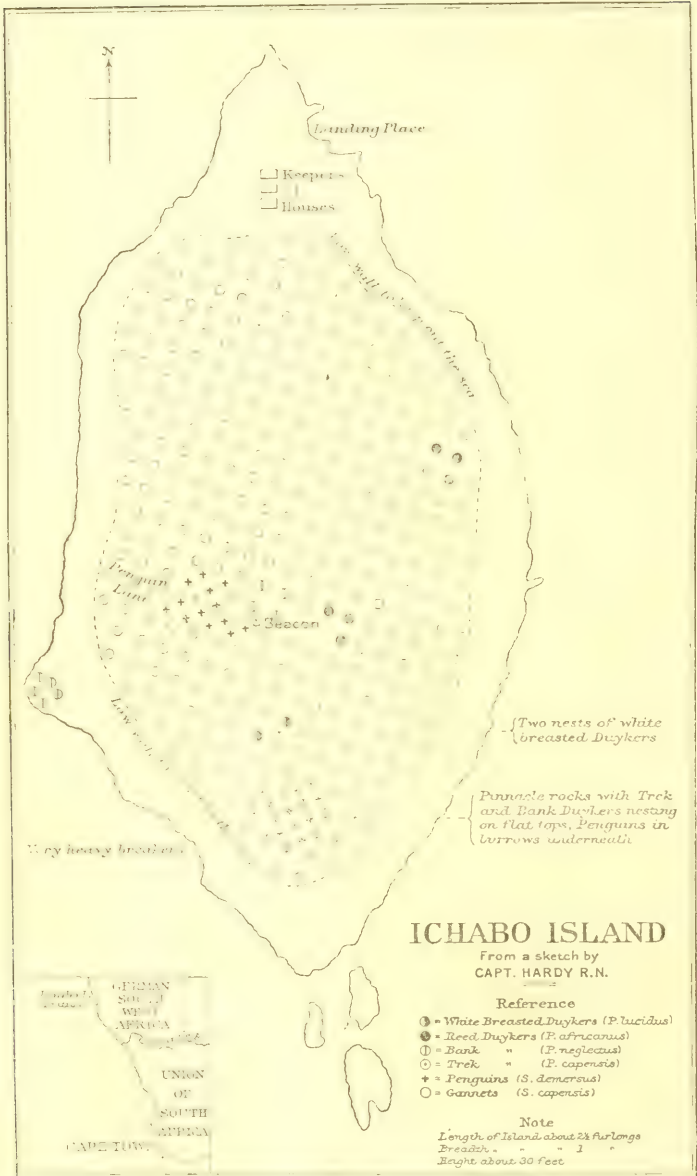 N
Landing Place
Keepers
Houses
wall to keep out the sea
Penguin
Lane
Beacon
Low
Two nests of white
breasted Duykers
Pinnacle rocks with Trek
and Bank Duykers nesting
on flat tops, Penguins in
burrows underneath
Very heavy breakers
ICHABO ISLAND
From a sketch by
CAPT. HARDY R.N.
Reference
= White Breasted Duykers (P. lucidus)
= Reed Duykers (P. africanus)
= Bank " (P. neglectus)
= Trek " (P. capensis)
+ = Penguins (S. demersus)
= Gannets (S. capensis)
Note
Length of Island about 2½ furlongs
Breadth " " " 1 "
Height about 30 feet
GERMAN
SOUTH
WEST
AFRICA
UNION
OF
SOUTH
AFRICA
CAPE TOWN